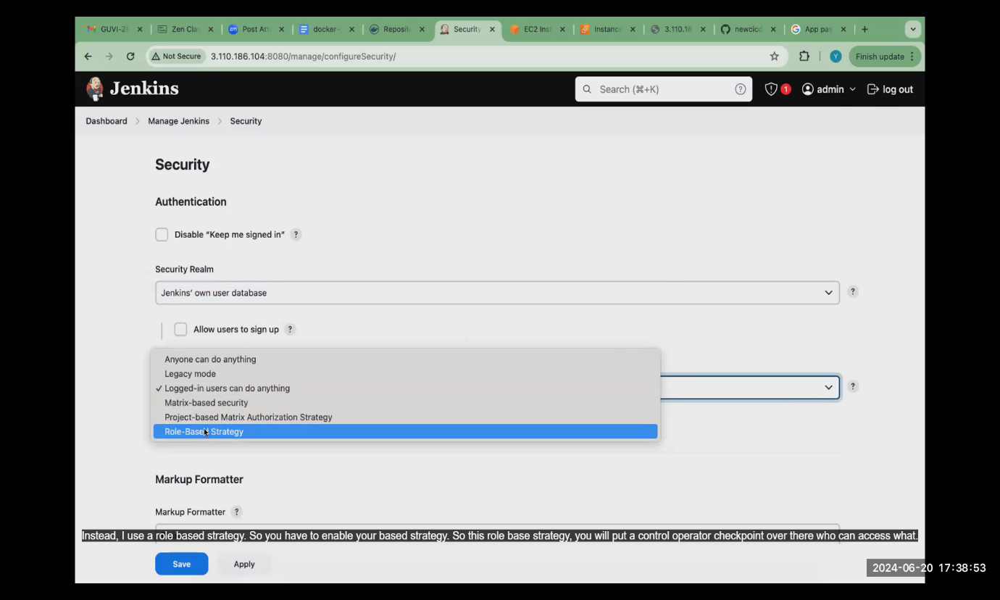 GUVI-ZE
Zen Cla
Post Att
docker-
Reposit
Security
EC2 Inst
Instance
3.110.18
newcicd
App pas
Not Secure 3.110.186.104:8080/manage/configureSecurity/
Finish update
Jenkins
Search (⌘+K)
1
admin
log out
Dashboard > Manage Jenkins > Security
Security
Authentication
Disable “Keep me signed in” ?
Security Realm
Jenkins’ own user database
?
Allow users to sign up ?
Anyone can do anything
Legacy mode
✓ Logged-in users can do anything
?
Matrix-based security
Project-based Matrix Authorization Strategy
Role-Based Strategy
Markup Formatter
Markup Formatter ?
Instead, I use a role based strategy. So you have to enable your based strategy. So this role base strategy, you will put a control operator checkpoint over there who can access what.
Save Apply
2024-06-20 17:38:53